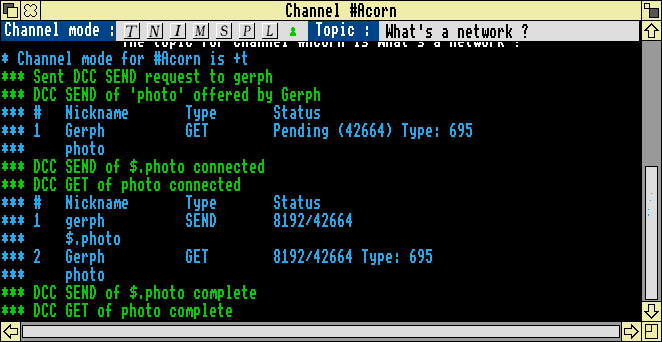 Channel #Acorn
Channel mode : T N I M S P L Topic : What's a network ?
The topic for channel #Acorn is What's a network ?
* Channel mode for #Acorn is +t
*** Sent DCC SEND request to gerph
*** DCC SEND of 'photo' offered by Gerph
*** # Nickname Type Status
*** 1 Gerph GET Pending (42664) Type: 695
*** photo
*** DCC SEND of $.photo connected
*** DCC GET of photo connected
*** # Nickname Type Status
*** 1 gerph SEND 8192/42664
*** $.photo
*** 2 Gerph GET 8192/42664 Type: 695
*** photo
*** DCC SEND of $.photo complete
*** DCC GET of photo complete